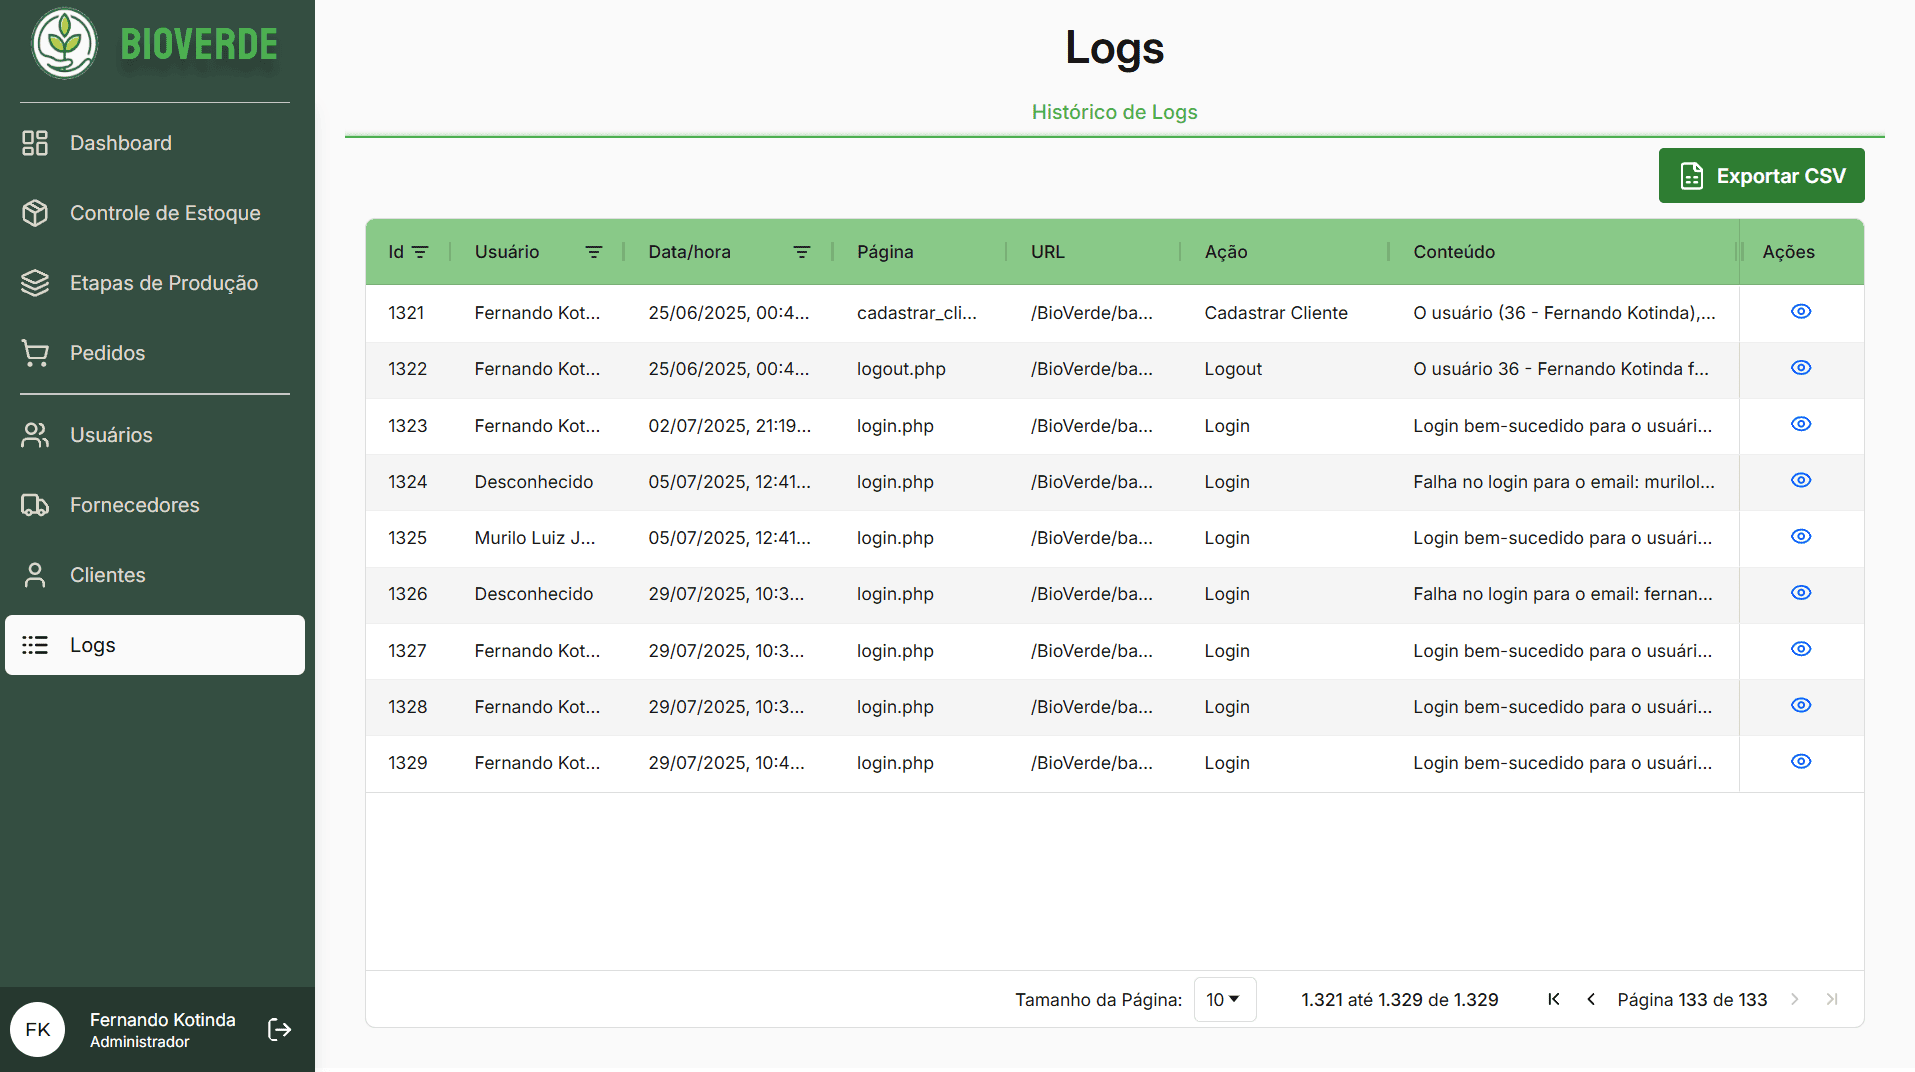 BIOVERDE
Dashboard
Controle de Estoque
Etapas de Produção
Pedidos
Usuários
Fornecedores
Clientes
Logs
FK
Fernando Kotinda
Administrador
Logs
Histórico de Logs
Exportar CSV
Id Usuário Data/hora Página URL Ação Conteúdo Ações
1321 Fernando Kot... 25/06/2025, 00:4... cadastrar_cli... /BioVerde/ba... Cadastrar Cliente O usuário (36 - Fernando Kotinda),...
1322 Fernando Kot... 25/06/2025, 00:4... logout.php /BioVerde/ba... Logout O usuário 36 - Fernando Kotinda f...
1323 Fernando Kot... 02/07/2025, 21:19... login.php /BioVerde/ba... Login Login bem-sucedido para o usuári...
1324 Desconhecido 05/07/2025, 12:41... login.php /BioVerde/ba... Login Falha no login para o email: murilol...
1325 Murilo Luiz J... 05/07/2025, 12:41... login.php /BioVerde/ba... Login Login bem-sucedido para o usuári...
1326 Desconhecido 29/07/2025, 10:3... login.php /BioVerde/ba... Login Falha no login para o email: fernan...
1327 Fernando Kot... 29/07/2025, 10:3... login.php /BioVerde/ba... Login Login bem-sucedido para o usuári...
1328 Fernando Kot... 29/07/2025, 10:3... login.php /BioVerde/ba... Login Login bem-sucedido para o usuári...
1329 Fernando Kot... 29/07/2025, 10:4... login.php /BioVerde/ba... Login Login bem-sucedido para o usuári...
Tamanho da Página: 10 1.321 até 1.329 de 1.329 Página 133 de 133